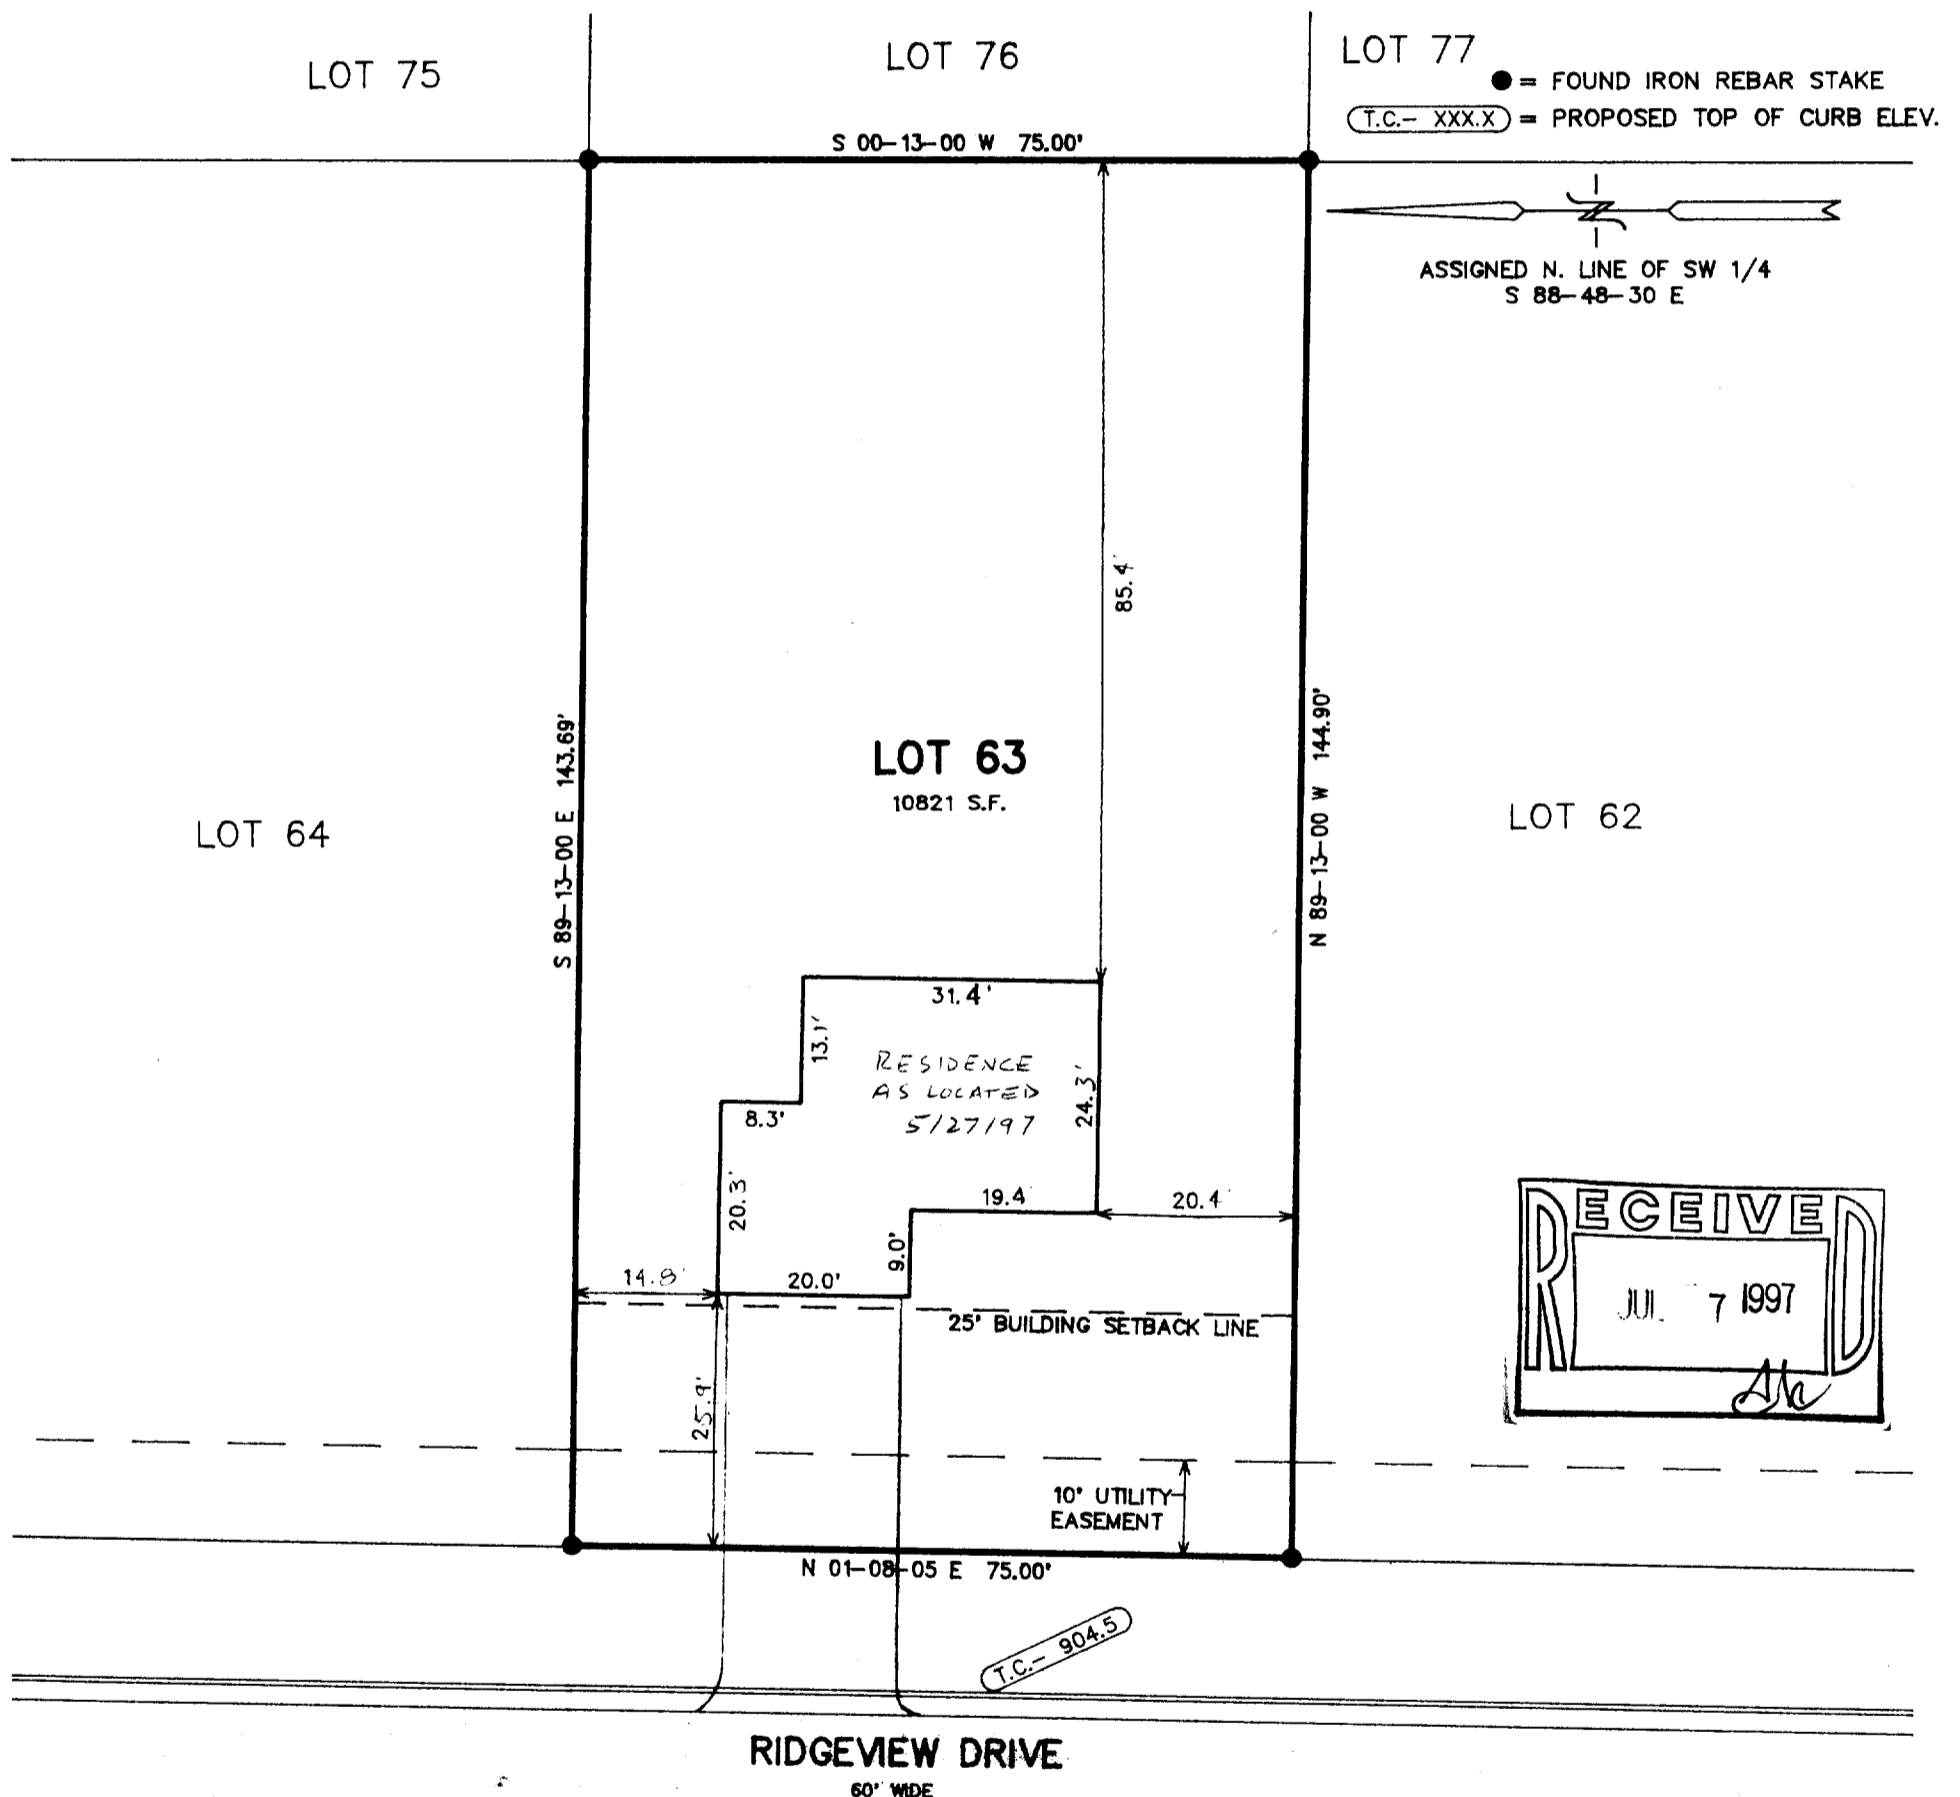 LOT 75
LOT 76
LOT 77
● = FOUND IRON REBAR STAKE
T.C.- XXX.X = PROPOSED TOP OF CURB ELEV.
S 00-13-00 W 75.00'
ASSIGNED N. LINE OF SW 1/4
S 88-48-30 E
85.4'
S 89-13-00 E 143.69'
N 89-13-00 W 144.90'
LOT 63
10821 S.F.
LOT 64
LOT 62
31.4'
13.1'
RESIDENCE
AS LOCATED
5/27/97
24.3'
8.3'
20.3'
19.4'
20.4'
9.0'
14.8'
20.0'
25' BUILDING SETBACK LINE
RECEIVED
JUL 7 1997
25.9'
10' UTILITY
EASEMENT
N 01-08-05 E 75.00'
T.C.- 904.5
RIDGEVIEW DRIVE
60' WIDE